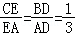 CE/EA = BD/AD = 1/3